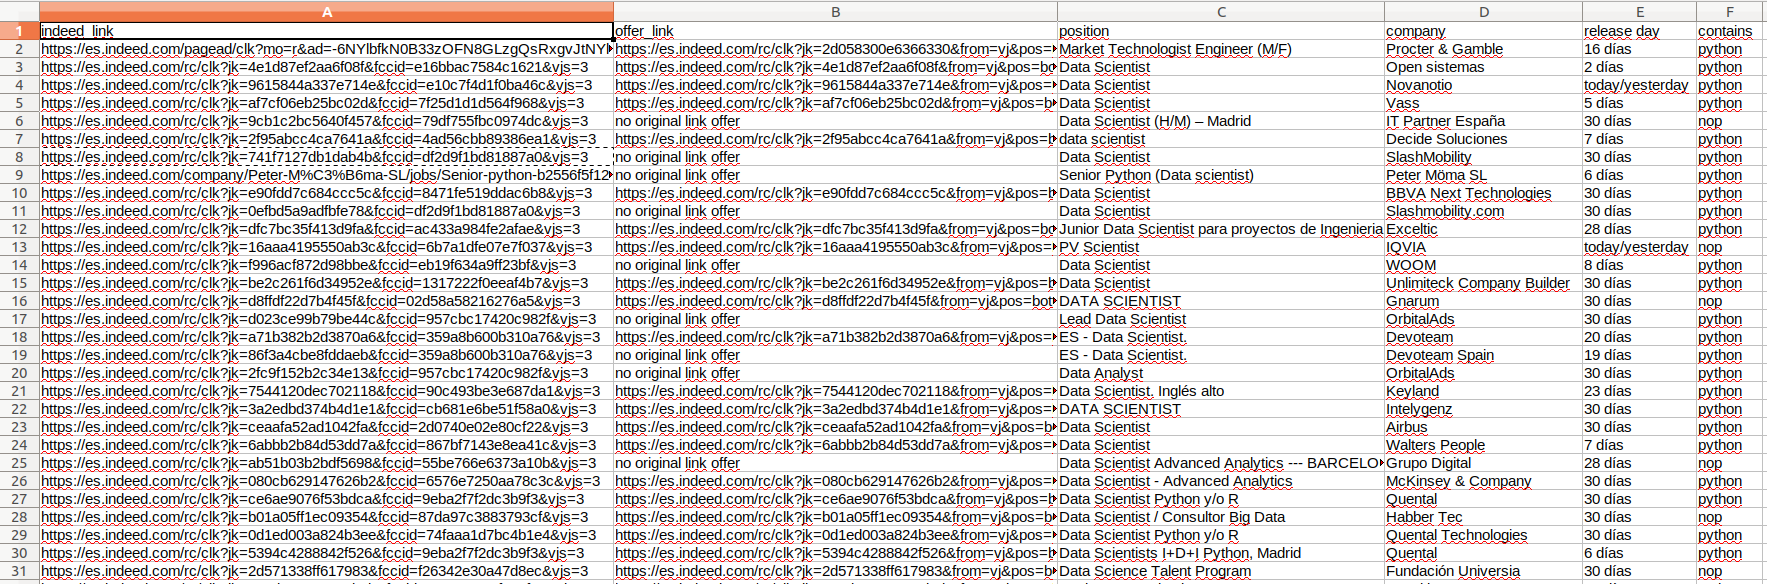 A B C D E F
1 indeed_link offer_link position company release day contains
2 https://es.indeed.com/pagead/clk?mo=r&ad=-6NYlbfkN0B33zOFN8GLzgQsRxgvJtNYl https://es.indeed.com/rc/clk?jk=2d058300e6366330&from=vj&pos= Market Technologist Engineer (M/F) Procter & Gamble 16 días python
3 https://es.indeed.com/rc/clk?jk=4e1d87ef2aa6f08f&fccid=e16bbac7584c1621&vjs=3 https://es.indeed.com/rc/clk?jk=4e1d87ef2aa6f08f&from=vj&pos=bo Data Scientist Open sistemas 2 días python
4 https://es.indeed.com/rc/clk?jk=9615844a337e714e&fccid=e10c7f4d1f0ba46c&vjs=3 https://es.indeed.com/rc/clk?jk=9615844a337e714e&from=vj&pos= Data Scientist Novanotio today/yesterday python
5 https://es.indeed.com/rc/clk?jk=af7cf06eb25bc02d&fccid=7f25d1d1d564f968&vjs=3 https://es.indeed.com/rc/clk?jk=af7cf06eb25bc02d&from=vj&pos=b Data Scientist Vass 5 días python
6 https://es.indeed.com/rc/clk?jk=9cb1c2bc5640f457&fccid=79df755fbc0974dc&vjs=3 no original link offer Data Scientist (H/M) – Madrid IT Partner España 30 días nop
7 https://es.indeed.com/rc/clk?jk=2f95abcc4ca7641a&fccid=4ad56cbb89386ea1&vjs=3 https://es.indeed.com/rc/clk?jk=2f95abcc4ca7641a&from=vj&pos=b data scientist Decide Soluciones 7 días python
8 https://es.indeed.com/rc/clk?jk=741f7127db1dab4b&fccid=df2d9f1bd81887a0&vjs=3 no original link offer Data Scientist SlashMobility 30 días python
9 https://es.indeed.com/company/Peter-M%C3%B6ma-SL/jobs/Senior-python-b2556f5f12 no original link offer Senior Python (Data scientist) Peter Möma SL 6 días python
10 https://es.indeed.com/rc/clk?jk=e90fdd7c684ccc5c&fccid=8471fe519ddac6b8&vjs=3 https://es.indeed.com/rc/clk?jk=e90fdd7c684ccc5c&from=vj&pos= Data Scientist BBVA Next Technologies 30 días python
11 https://es.indeed.com/rc/clk?jk=0efbd5a9adfbfe78&fccid=df2d9f1bd81887a0&vjs=3 no original link offer Data Scientist Slashmobility.com 30 días python
12 https://es.indeed.com/rc/clk?jk=dfc7bc35f413d9fa&fccid=ac433a984fe2afae&vjs=3 https://es.indeed.com/rc/clk?jk=dfc7bc35f413d9fa&from=vj&pos=bo Junior Data Scientist para proyectos de Ingenieria Exceltic 28 días python
13 https://es.indeed.com/rc/clk?jk=16aaa4195550ab3c&fccid=6b7a1dfe07e7f037&vjs=3 https://es.indeed.com/rc/clk?jk=16aaa4195550ab3c&from=vj&pos= PV Scientist IQVIA today/yesterday nop
14 https://es.indeed.com/rc/clk?jk=f996acf872d98bbe&fccid=eb19f634a9ff23bf&vjs=3 no original link offer Data Scientist WOOM 8 días python
15 https://es.indeed.com/rc/clk?jk=be2c261f6d34952e&fccid=1317222f0eeaf4b7&vjs=3 https://es.indeed.com/rc/clk?jk=be2c261f6d34952e&from=vj&pos=b Data Scientist Unlimiteck Company Builder 30 días python
16 https://es.indeed.com/rc/clk?jk=d8ffdf22d7b4f45f&fccid=02d58a58216276a5&vjs=3 https://es.indeed.com/rc/clk?jk=d8ffdf22d7b4f45f&from=vj&pos=bot DATA SCIENTIST Gnarum 30 días nop
17 https://es.indeed.com/rc/clk?jk=d023ce99b79be44c&fccid=957cbc17420c982f&vjs=3 no original link offer Lead Data Scientist OrbitalAds 30 días python
18 https://es.indeed.com/rc/clk?jk=a71b382b2d3870a6&fccid=359a8b600b310a76&vjs=3 https://es.indeed.com/rc/clk?jk=a71b382b2d3870a6&from=vj&pos= ES - Data Scientist. Devoteam 20 días python
19 https://es.indeed.com/rc/clk?jk=86f3a4cbe8fddaeb&fccid=359a8b600b310a76&vjs=3 no original link offer ES - Data Scientist. Devoteam Spain 19 días python
20 https://es.indeed.com/rc/clk?jk=2fc9f152b2c34e13&fccid=957cbc17420c982f&vjs=3 no original link offer Data Analyst OrbitalAds 30 días python
21 https://es.indeed.com/rc/clk?jk=7544120dec702118&fccid=90c493be3e687da1&vjs=3 https://es.indeed.com/rc/clk?jk=7544120dec702118&from=vj&pos= Data Scientist. Inglés alto Keyland 23 días python
22 https://es.indeed.com/rc/clk?jk=3a2edbd374b4d1e1&fccid=cb681e6be51f58a0&vjs=3 https://es.indeed.com/rc/clk?jk=3a2edbd374b4d1e1&from=vj&pos= DATA SCIENTIST Intelygenz 30 días python
23 https://es.indeed.com/rc/clk?jk=ceaafa52ad1042fa&fccid=2d0740e02e80cf22&vjs=3 https://es.indeed.com/rc/clk?jk=ceaafa52ad1042fa&from=vj&pos=b Data Scientist Airbus 30 días python
24 https://es.indeed.com/rc/clk?jk=6abbb2b84d53dd7a&fccid=867bf7143e8ea41c&vjs=3 https://es.indeed.com/rc/clk?jk=6abbb2b84d53dd7a&from=vj&pos= Data Scientist Walters People 7 días python
25 https://es.indeed.com/rc/clk?jk=ab51b03b2bdf5698&fccid=55be766e6373a10b&vjs=3 no original link offer Data Scientist Advanced Analytics --- BARCELO Grupo Digital 28 días nop
26 https://es.indeed.com/rc/clk?jk=080cb629147626b2&fccid=6576e7250aa78c3c&vjs=3 https://es.indeed.com/rc/clk?jk=080cb629147626b2&from=vj&pos= Data Scientist - Advanced Analytics McKinsey & Company 30 días python
27 https://es.indeed.com/rc/clk?jk=ce6ae9076f53bdca&fccid=9eba2f7f2dc3b9f3&vjs=3 https://es.indeed.com/rc/clk?jk=ce6ae9076f53bdca&from=vj&pos=b Data Scientist Python y/o R Quental 30 días python
28 https://es.indeed.com/rc/clk?jk=b01a05ff1ec09354&fccid=87da97c3883793cf&vjs=3 https://es.indeed.com/rc/clk?jk=b01a05ff1ec09354&from=vj&pos=b Data Scientist / Consultor Big Data Habber Tec 30 días nop
29 https://es.indeed.com/rc/clk?jk=0d1ed003a824b3ee&fccid=74faaa1d7bc4b1e4&vjs=3 https://es.indeed.com/rc/clk?jk=0d1ed003a824b3ee&from=vj&pos= Data Scientist Python y/o R Quental Technologies 30 días python
30 https://es.indeed.com/rc/clk?jk=5394c4288842f526&fccid=9eba2f7f2dc3b9f3&vjs=3 https://es.indeed.com/rc/clk?jk=5394c4288842f526&from=vj&pos=b Data Scientists I+D+I Python, Madrid Quental 6 días python
31 https://es.indeed.com/rc/clk?jk=2d571338ff617983&fccid=f26342e30a47d8ec&vjs=3 https://es.indeed.com/rc/clk?jk=2d571338ff617983&from=vj&pos=b Data Science Talent Program Fundación Universia 30 días nop